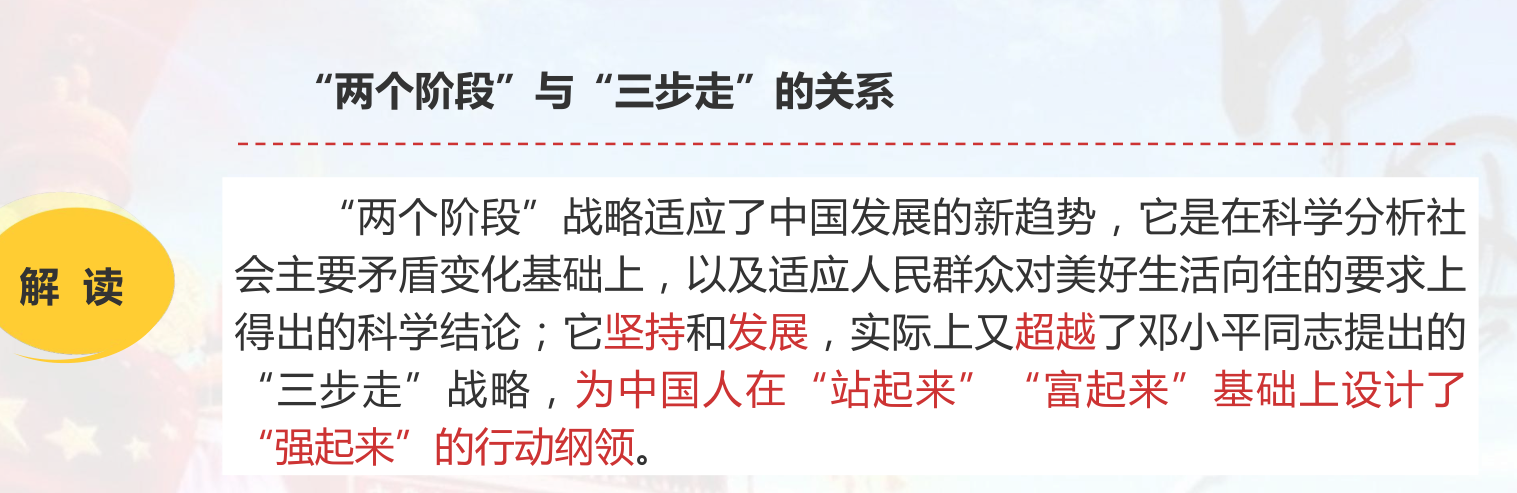 “两个阶段”与“三步走”的关系
解 读
“两个阶段”战略适应了中国发展的新趋势，它是在科学分析社
会主要矛盾变化基础上，以及适应人民群众对美好生活向往的要求上
得出的科学结论；它坚持和发展，实际上又超越了邓小平同志提出的
“三步走”战略，为中国人在“站起来”“富起来”基础上设计了
“强起来”的行动纲领。